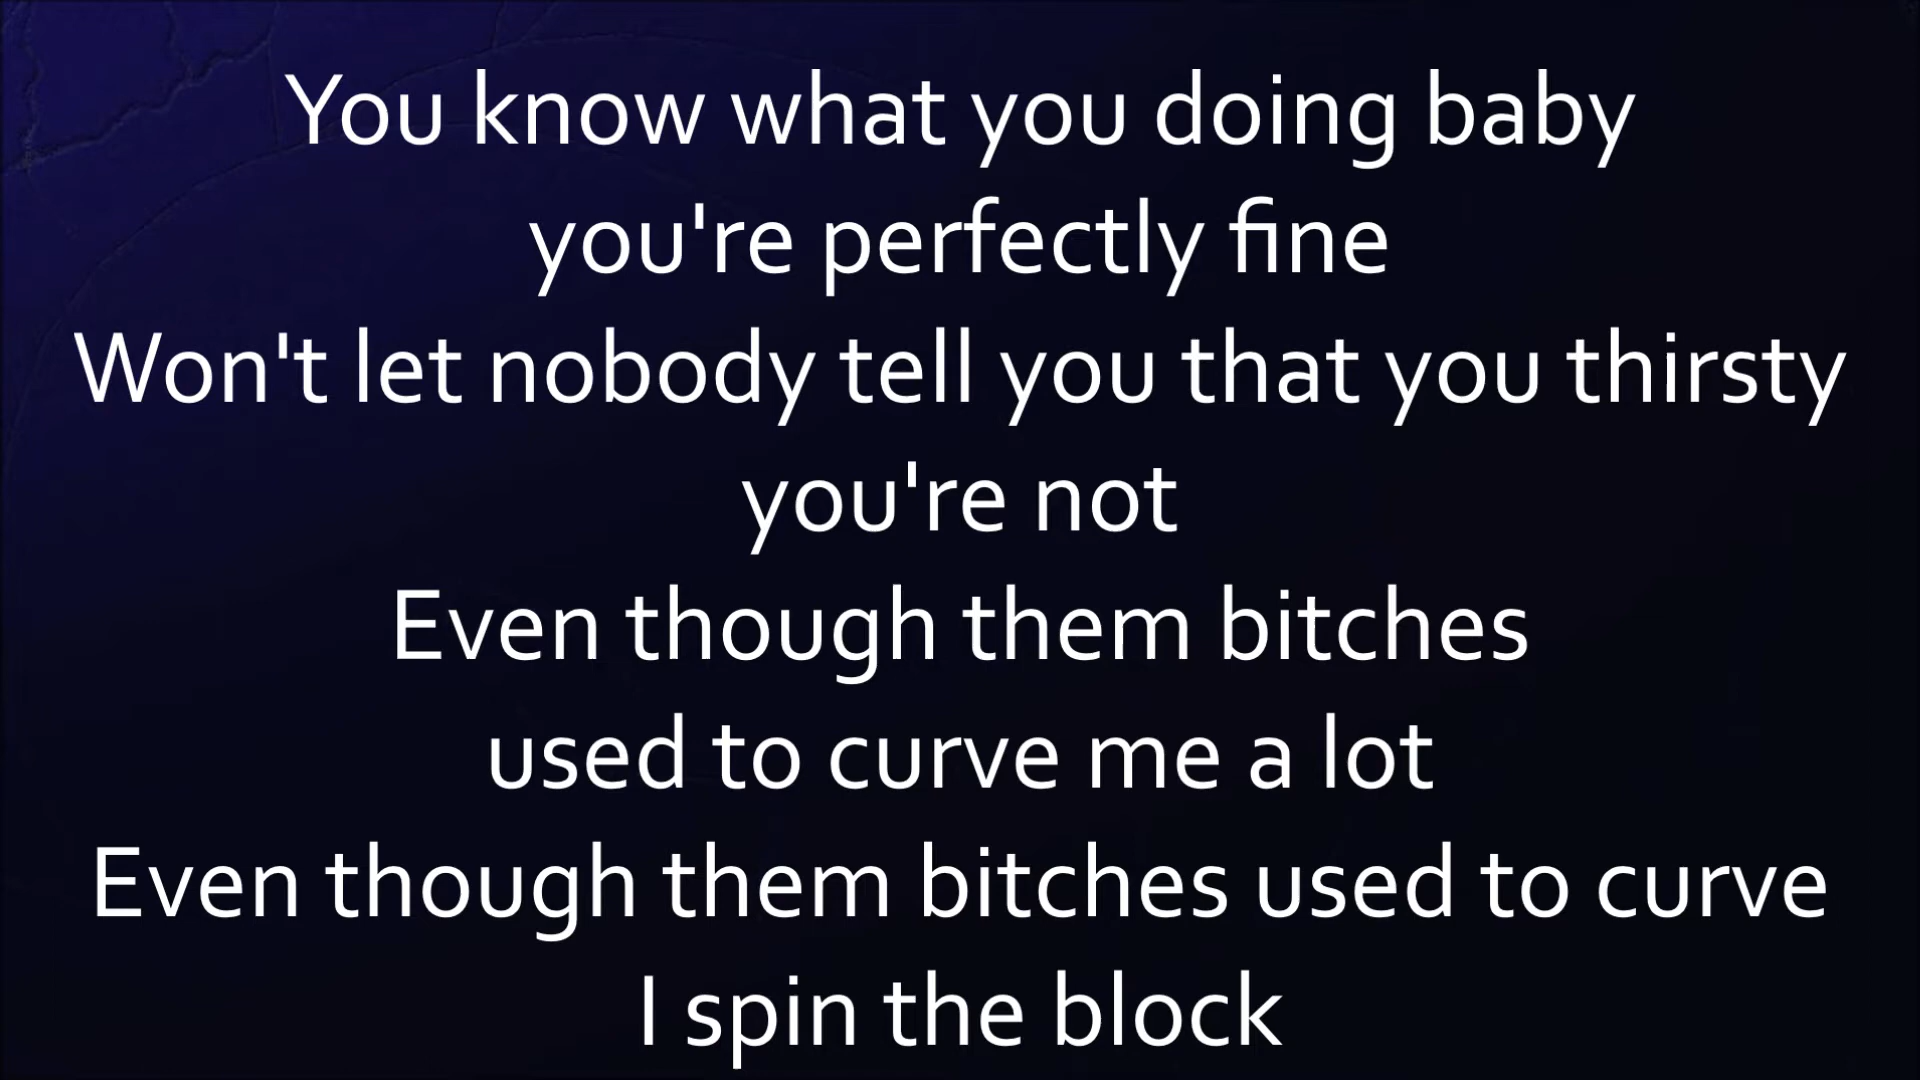 You know what you doing baby
you're perfectly fine
Won't let nobody tell you that you thirsty
you're not
Even though them bitches
used to curve me a lot
Even though them bitches used to curve
I spin the block